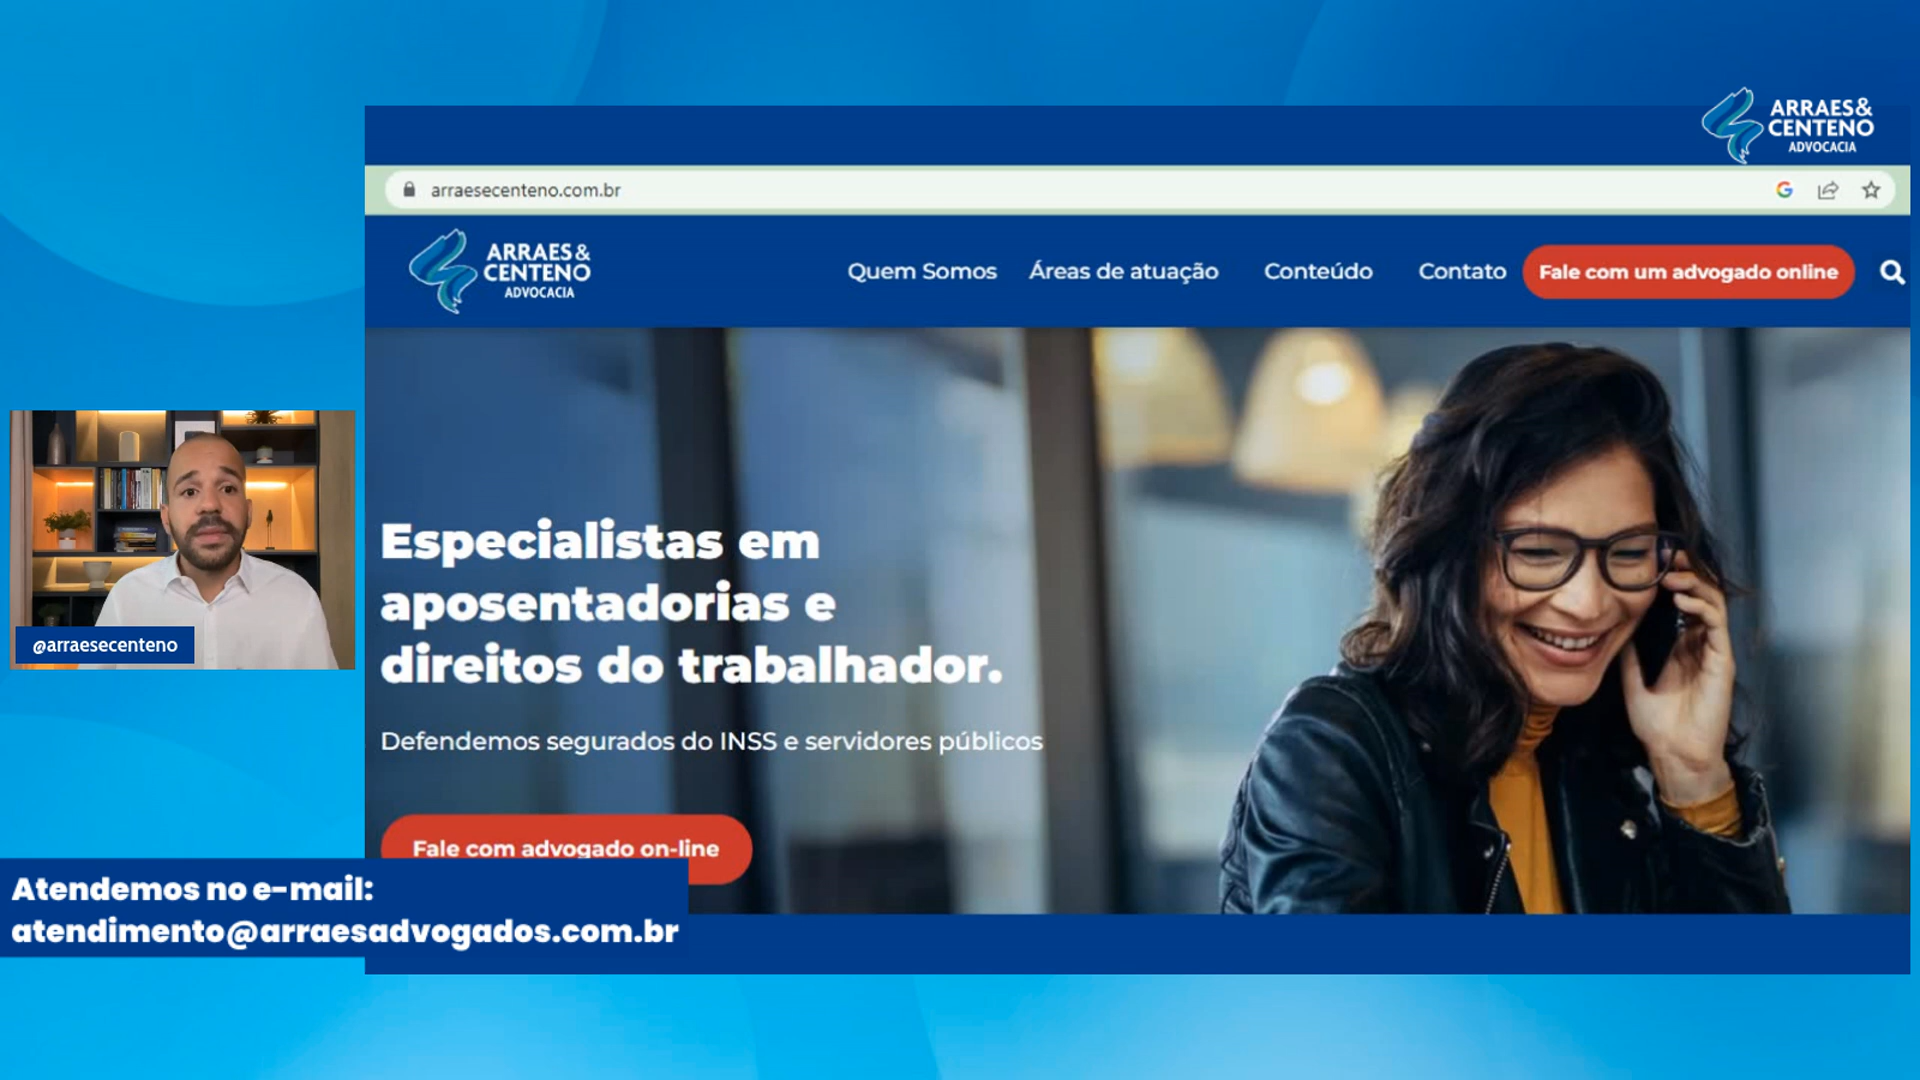 ARRAES &
CENTENO
ADVOCACIA
arraesecenteno.com.br
ARRAES &
CENTENO
ADVOCACIA
Quem Somos
Áreas de atuação
Conteúdo
Contato
Fale com um advogado online
Especialistas em
aposentadorias e
direitos do trabalhador.
Defendemos segurados do INSS e servidores públicos
Fale com advogado on-line
@arraesecenteno
Atendemos no e-mail:
atendimento@arraesadvogados.com.br